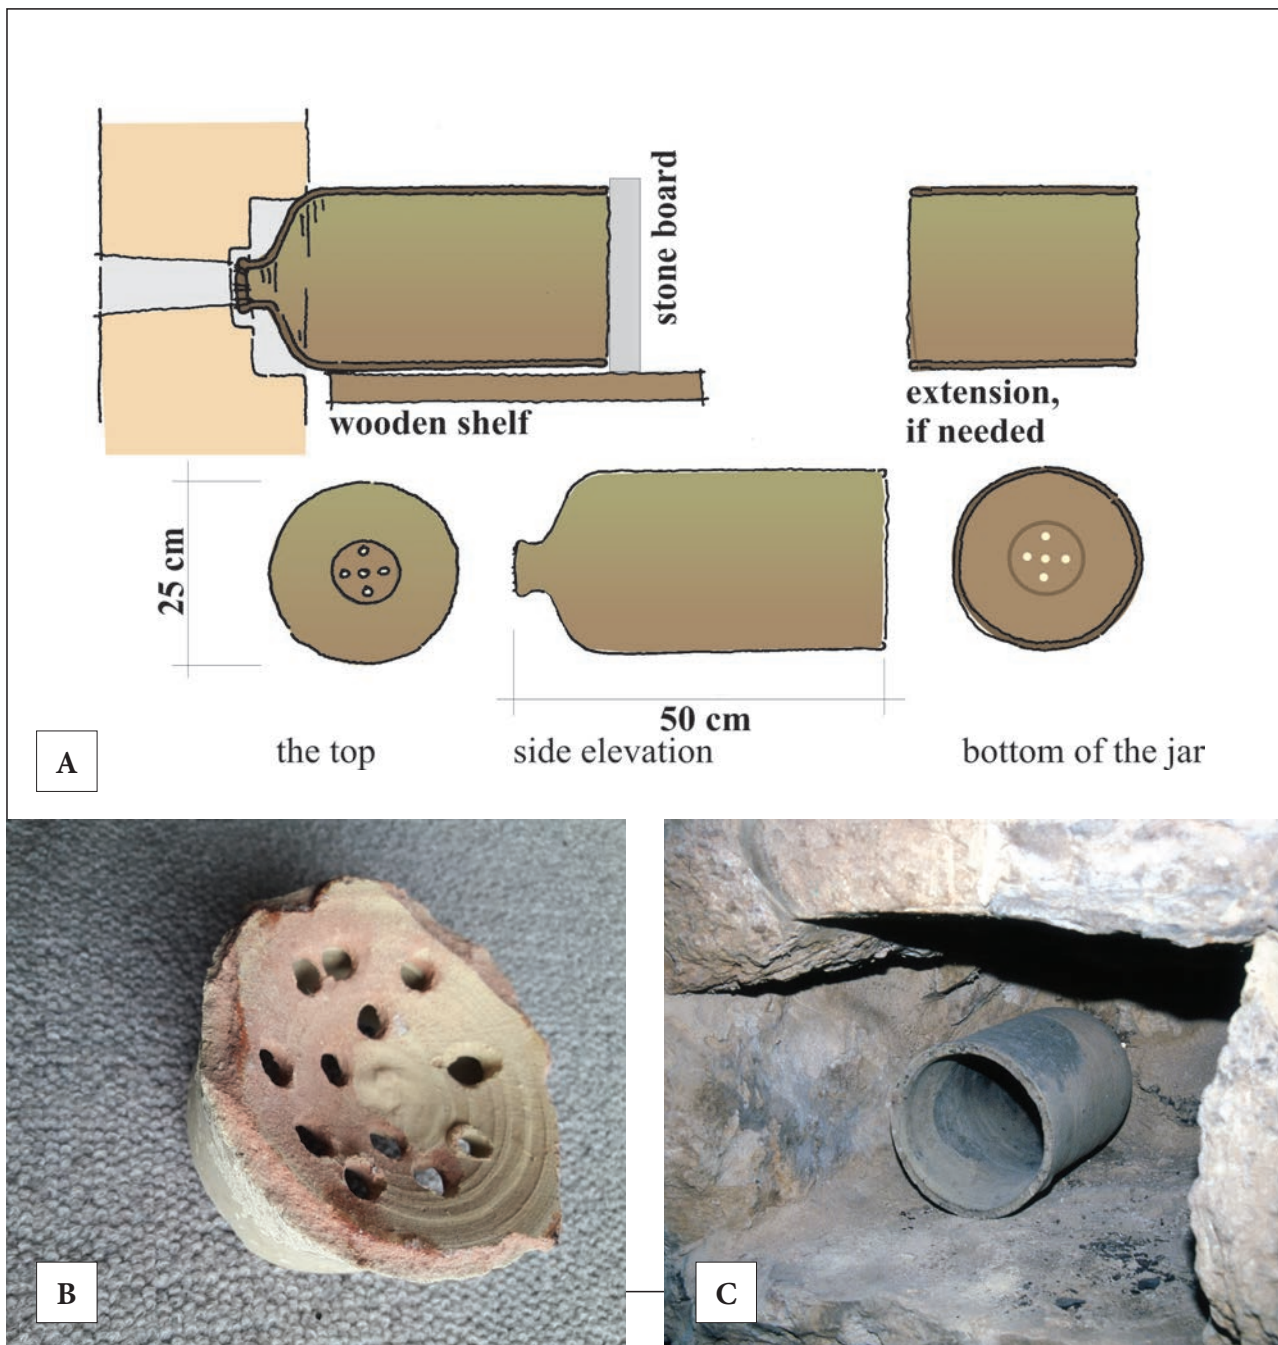 stone board
wooden shelf
extension,
if needed
25 cm
50 cm
the top
side elevation
bottom of the jar
A
B
C